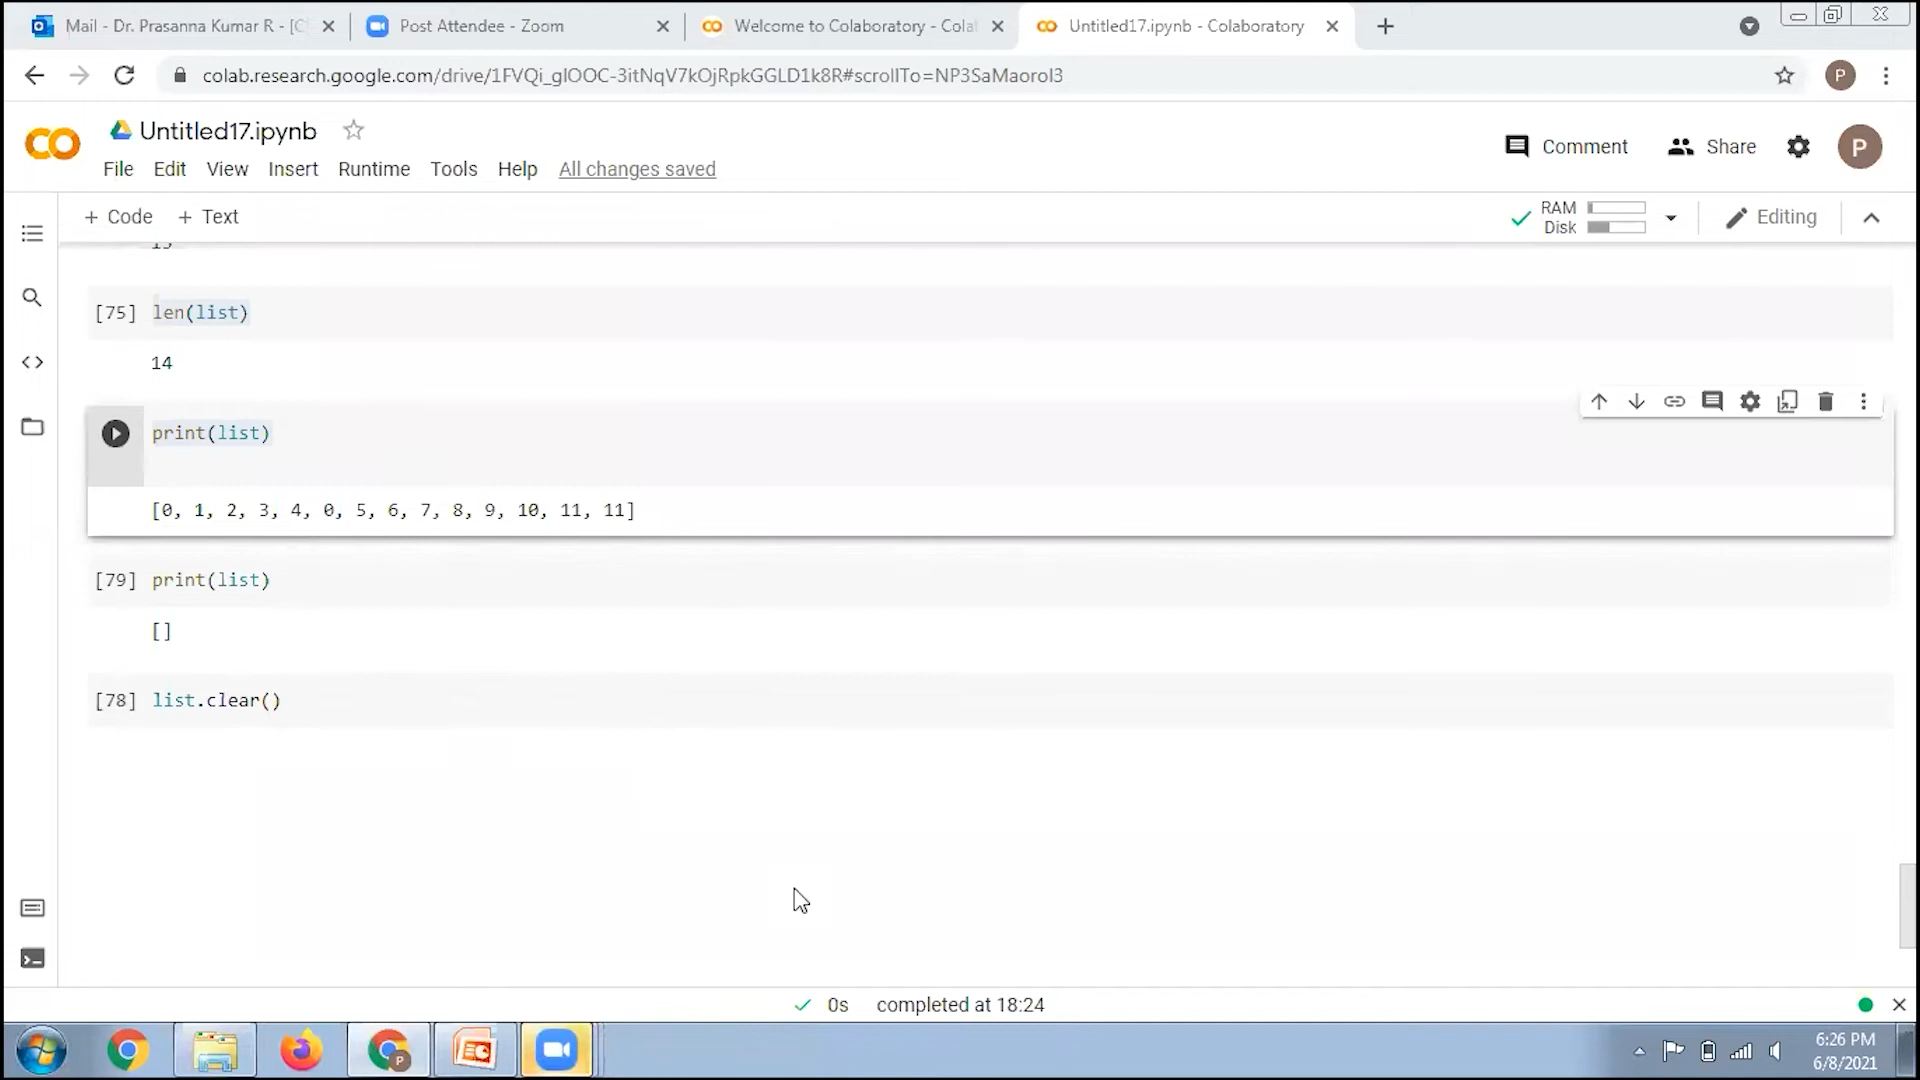 Mail - Dr. Prasanna Kumar R - [C
Post Attendee - Zoom
Welcome to Colaboratory - Cola
Untitled17.ipynb - Colaboratory
colab.research.google.com/drive/1FVQi_glOOC-3itNqV7kOjRpkGGLD1k8R#scrollTo=NP3SaMaoroI3
P
Untitled17.ipynb
Comment
Share
P
File Edit View Insert Runtime Tools Help All changes saved
+ Code + Text
RAM
Disk
Editing
[75] len(list)
14
print(list)
[0, 1, 2, 3, 4, 0, 5, 6, 7, 8, 9, 10, 11, 11]
[79] print(list)
[]
[78] list.clear()
0s completed at 18:24
P
6:26 PM
6/8/2021